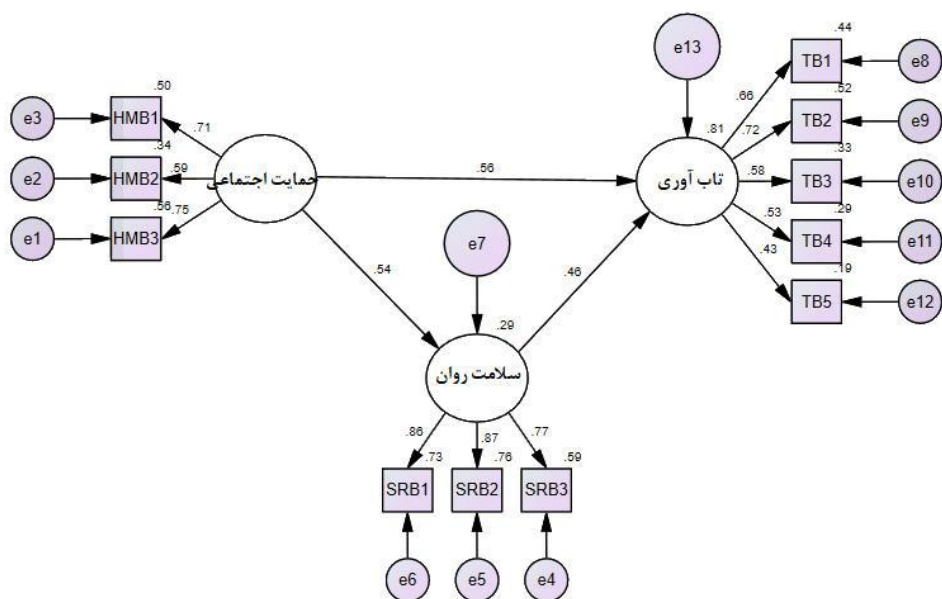 .44
e13
TB1
e8
.50
.66
.52
e3
HMB1
.71
.81
.72
TB2
e9
.34
.33
e2
HMB2
.59
حمایت اجتماعی
.56
تاب آوری
.58
TB3
e10
.56
.75
.53
.29
e1
HMB3
e7
TB4
e11
.43
.54
.46
.19
TB5
e12
.29
سلامت روان
.86
.87
.77
.73
.76
.59
SRB1
SRB2
SRB3
e6
e5
e4